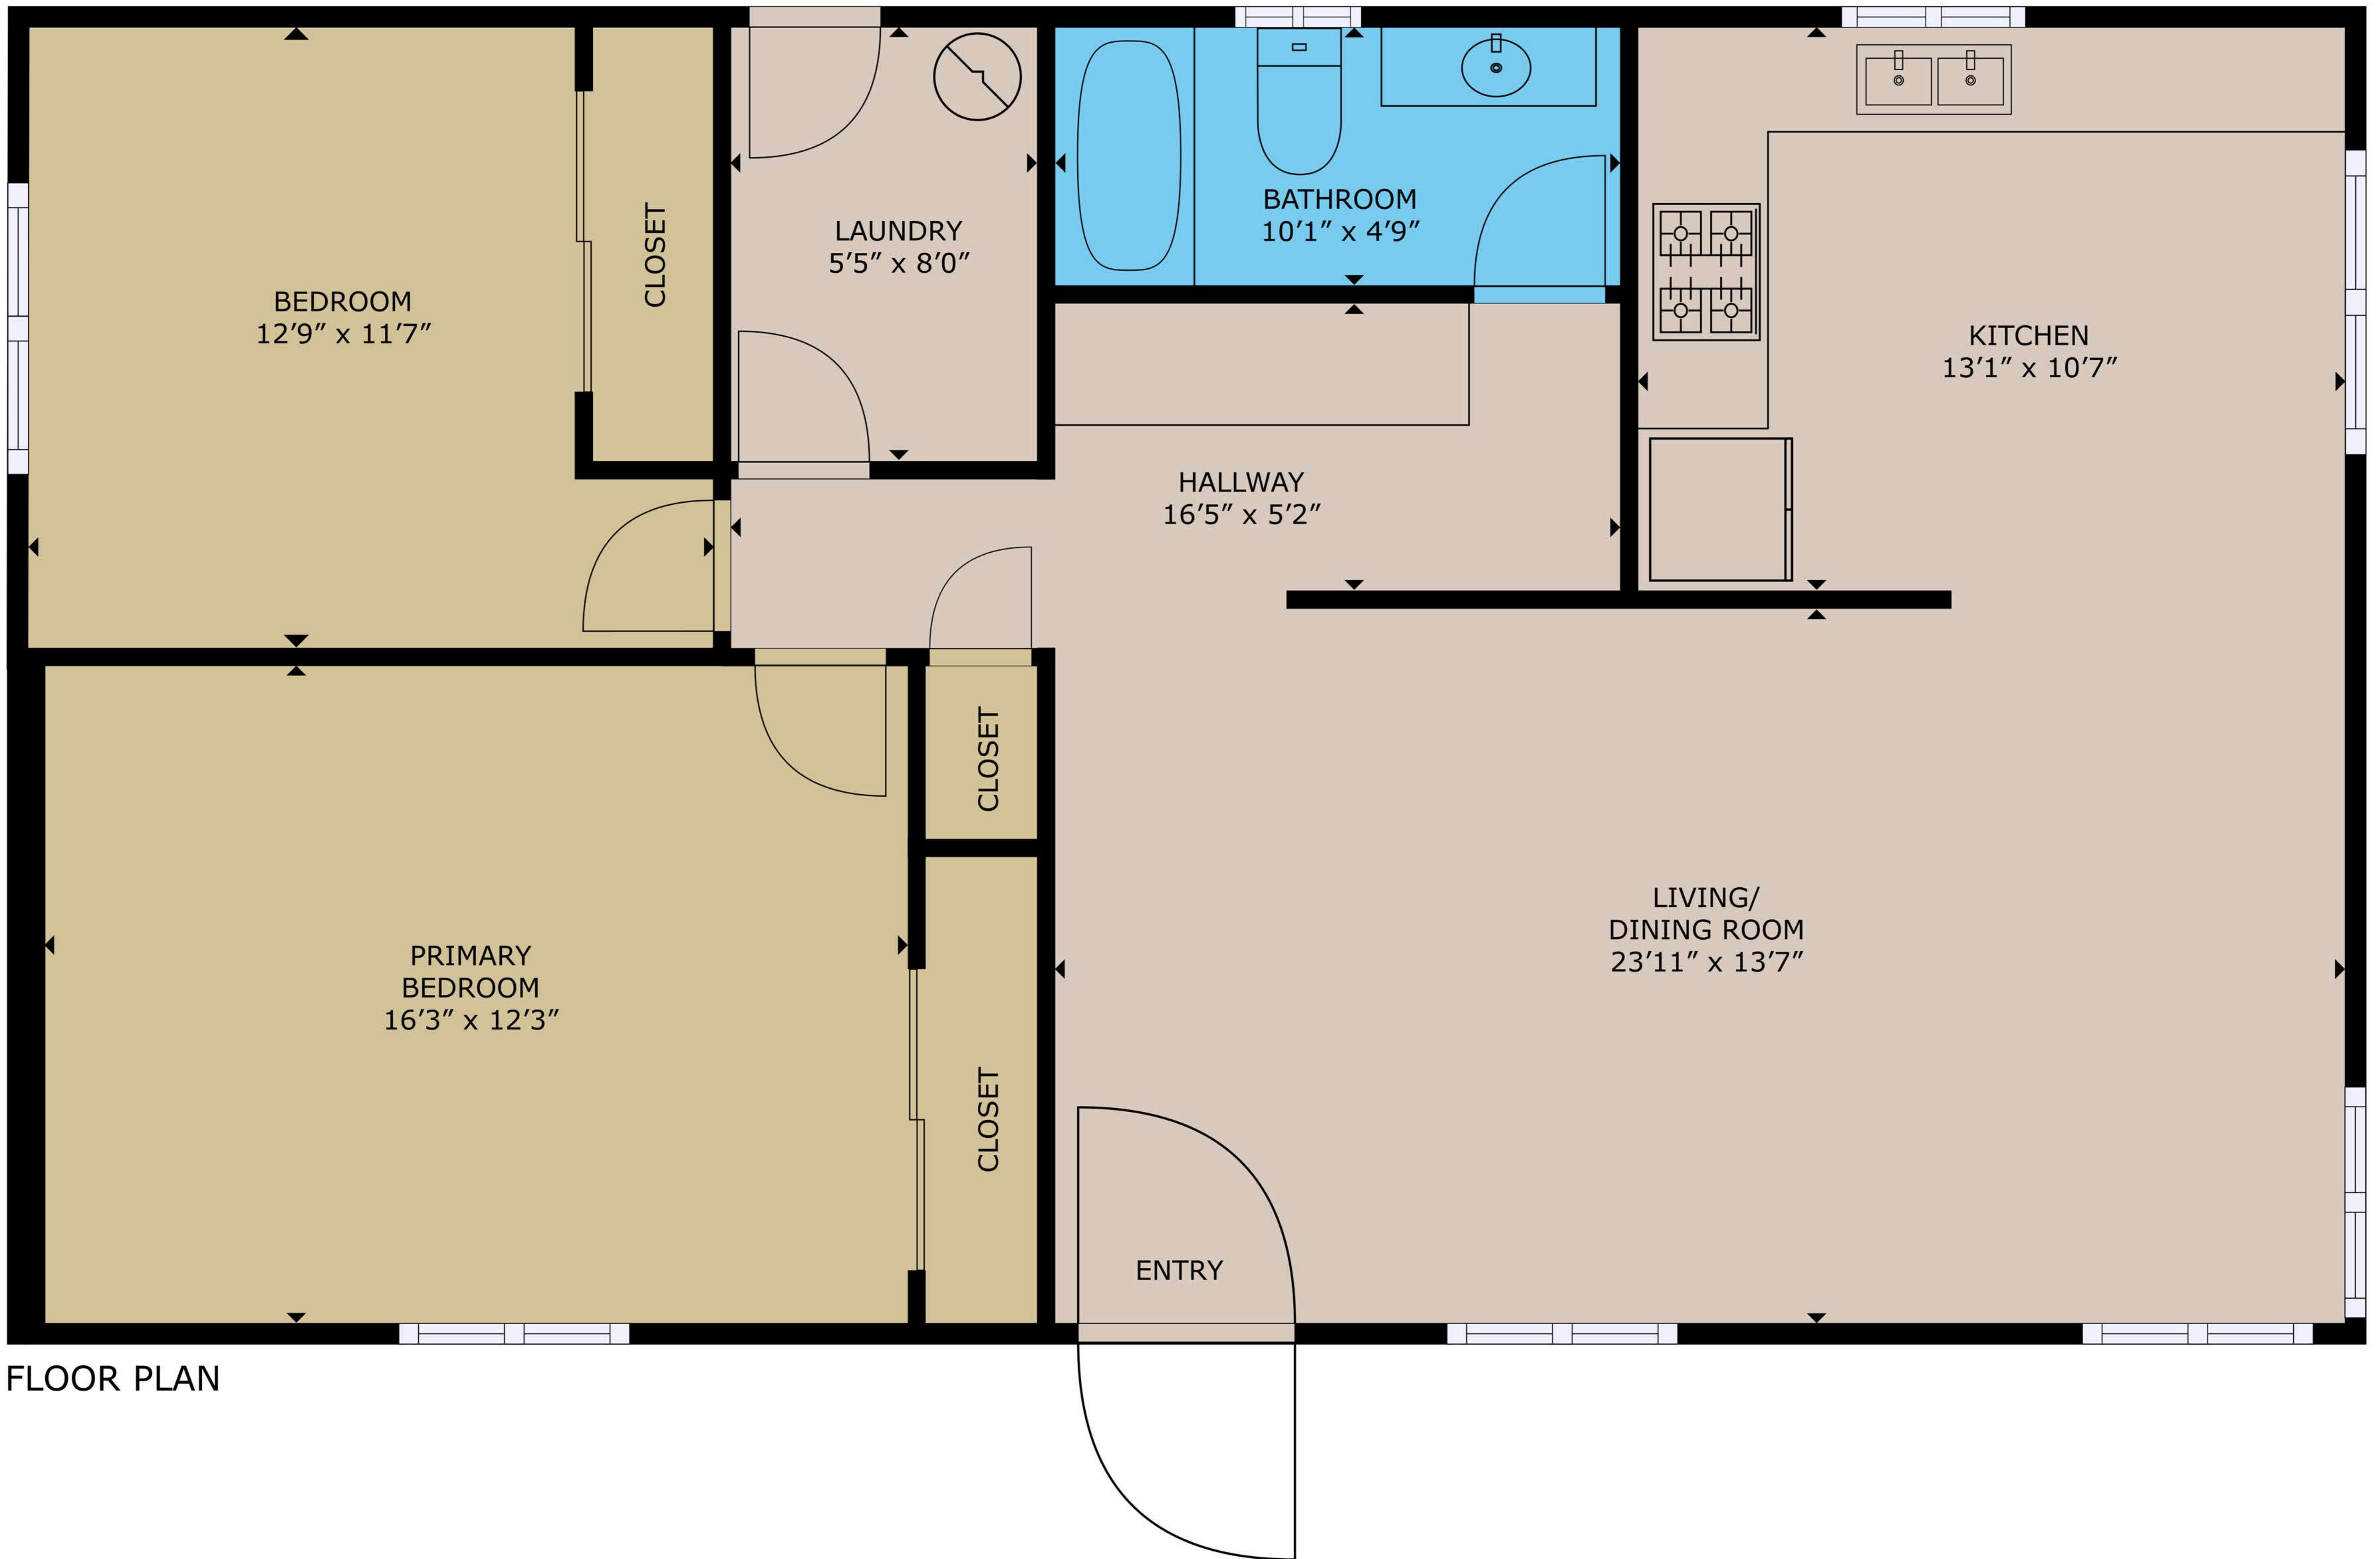 BEDROOM
12′9″ x 11′7″
CLOSET
LAUNDRY
5′5″ x 8′0″
BATHROOM
10′1″ x 4′9″
KITCHEN
13′1″ x 10′7″
HALLWAY
16′5″ x 5′2″
CLOSET
PRIMARY
BEDROOM
16′3″ x 12′3″
CLOSET
LIVING/
DINING ROOM
23′11″ x 13′7″
ENTRY
FLOOR PLAN